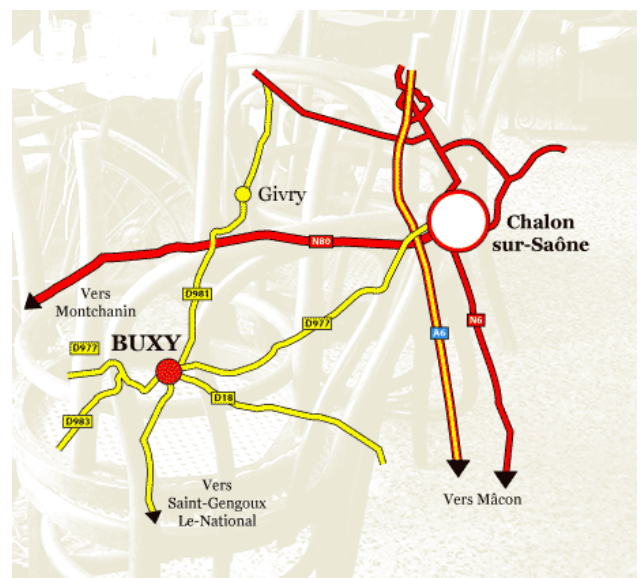 Givry
Chalon
sur-Saône
N80
Vers
Montchanin
D981
D977
N6
A6
BUXY
D977
D18
D983
Vers
Saint-Gengoux
Le-National
Vers Mâcon